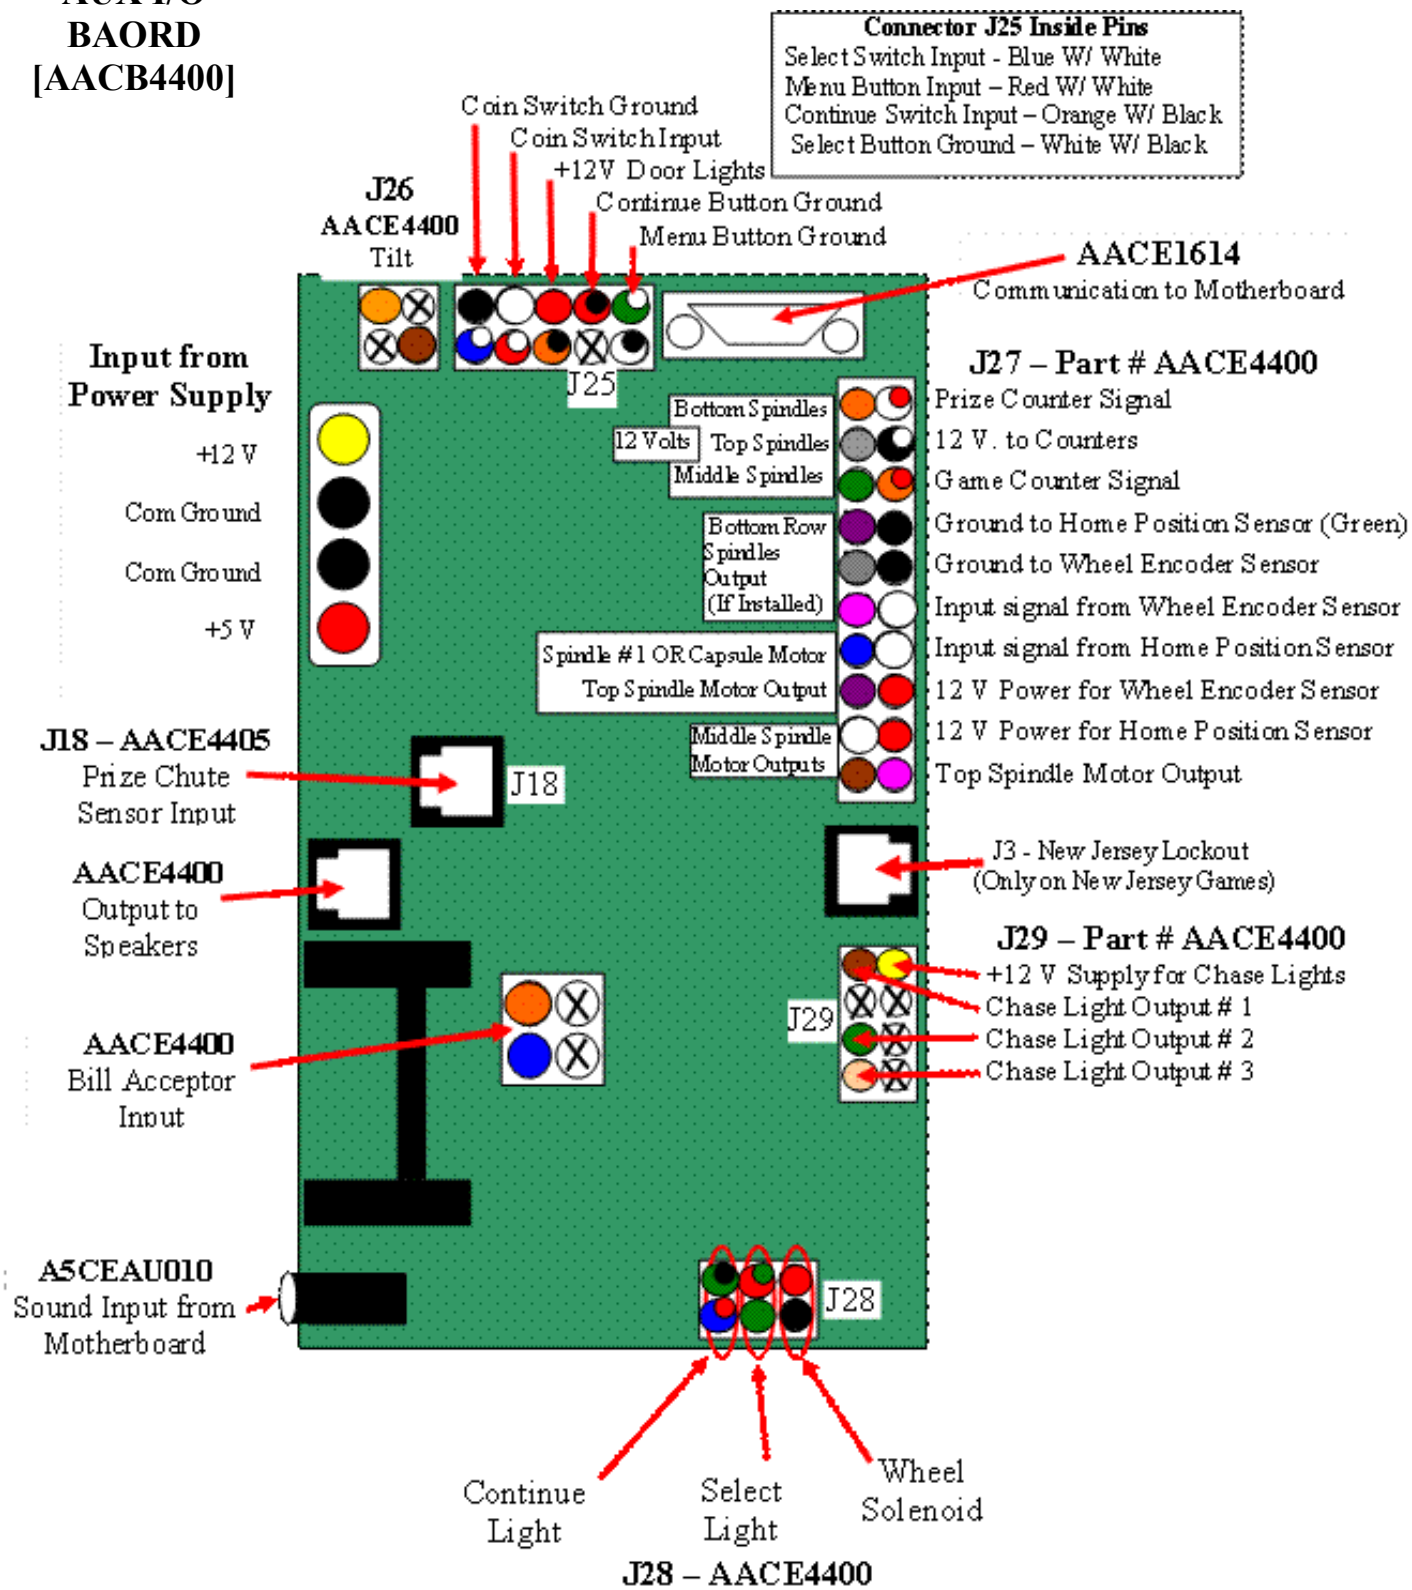 AUX I/O
BAORD
[AACB4400]
Connector J25 Inside Pins
Select Switch Input - Blue W/ White
Menu Button Input – Red W/ White
Continue Switch Input – Orange W/ Black
Select Button Ground – White W/ Black
Coin Switch Ground
Coin Switch Input
+12V Door Lights
Continue Button Ground
Menu Button Ground
J26
AACE4400
Tilt
J25
AACE1614
Communication to Motherboard
Input from
Power Supply
+12 V
Com Ground
Com Ground
+5 V
J27 – Part # AACE4400
Prize Counter Signal
12 V. to Counters
Game Counter Signal
Ground to Home Position Sensor (Green)
Ground to Wheel Encoder Sensor
Input signal from Wheel Encoder Sensor
Input signal from Home Position Sensor
12 V Power for Wheel Encoder Sensor
12 V Power for Home Position Sensor
Top Spindle Motor Output
Bottom Spindles
12 Volts
Top Spindles
Middle Spindles
Bottom Row
Spindles
Output
(If Installed)
Spindle # 1 OR Capsule Motor
Top Spindle Motor Output
Middle Spindle
Motor Outputs
J18 – AACE4405
Prize Chute
Sensor Input
J18
AACE4400
Output to
Speakers
J3 - New Jersey Lockout
(Only on New Jersey Games)
J29 – Part # AACE4400
+12 V Supply for Chase Lights
Chase Light Output # 1
Chase Light Output # 2
Chase Light Output # 3
J29
AACE4400
Bill Acceptor
Input
A5CEAU010
Sound Input from
Motherboard
J28
Continue
Light
Select
Light
Wheel
Solenoid
J28 – AACE4400